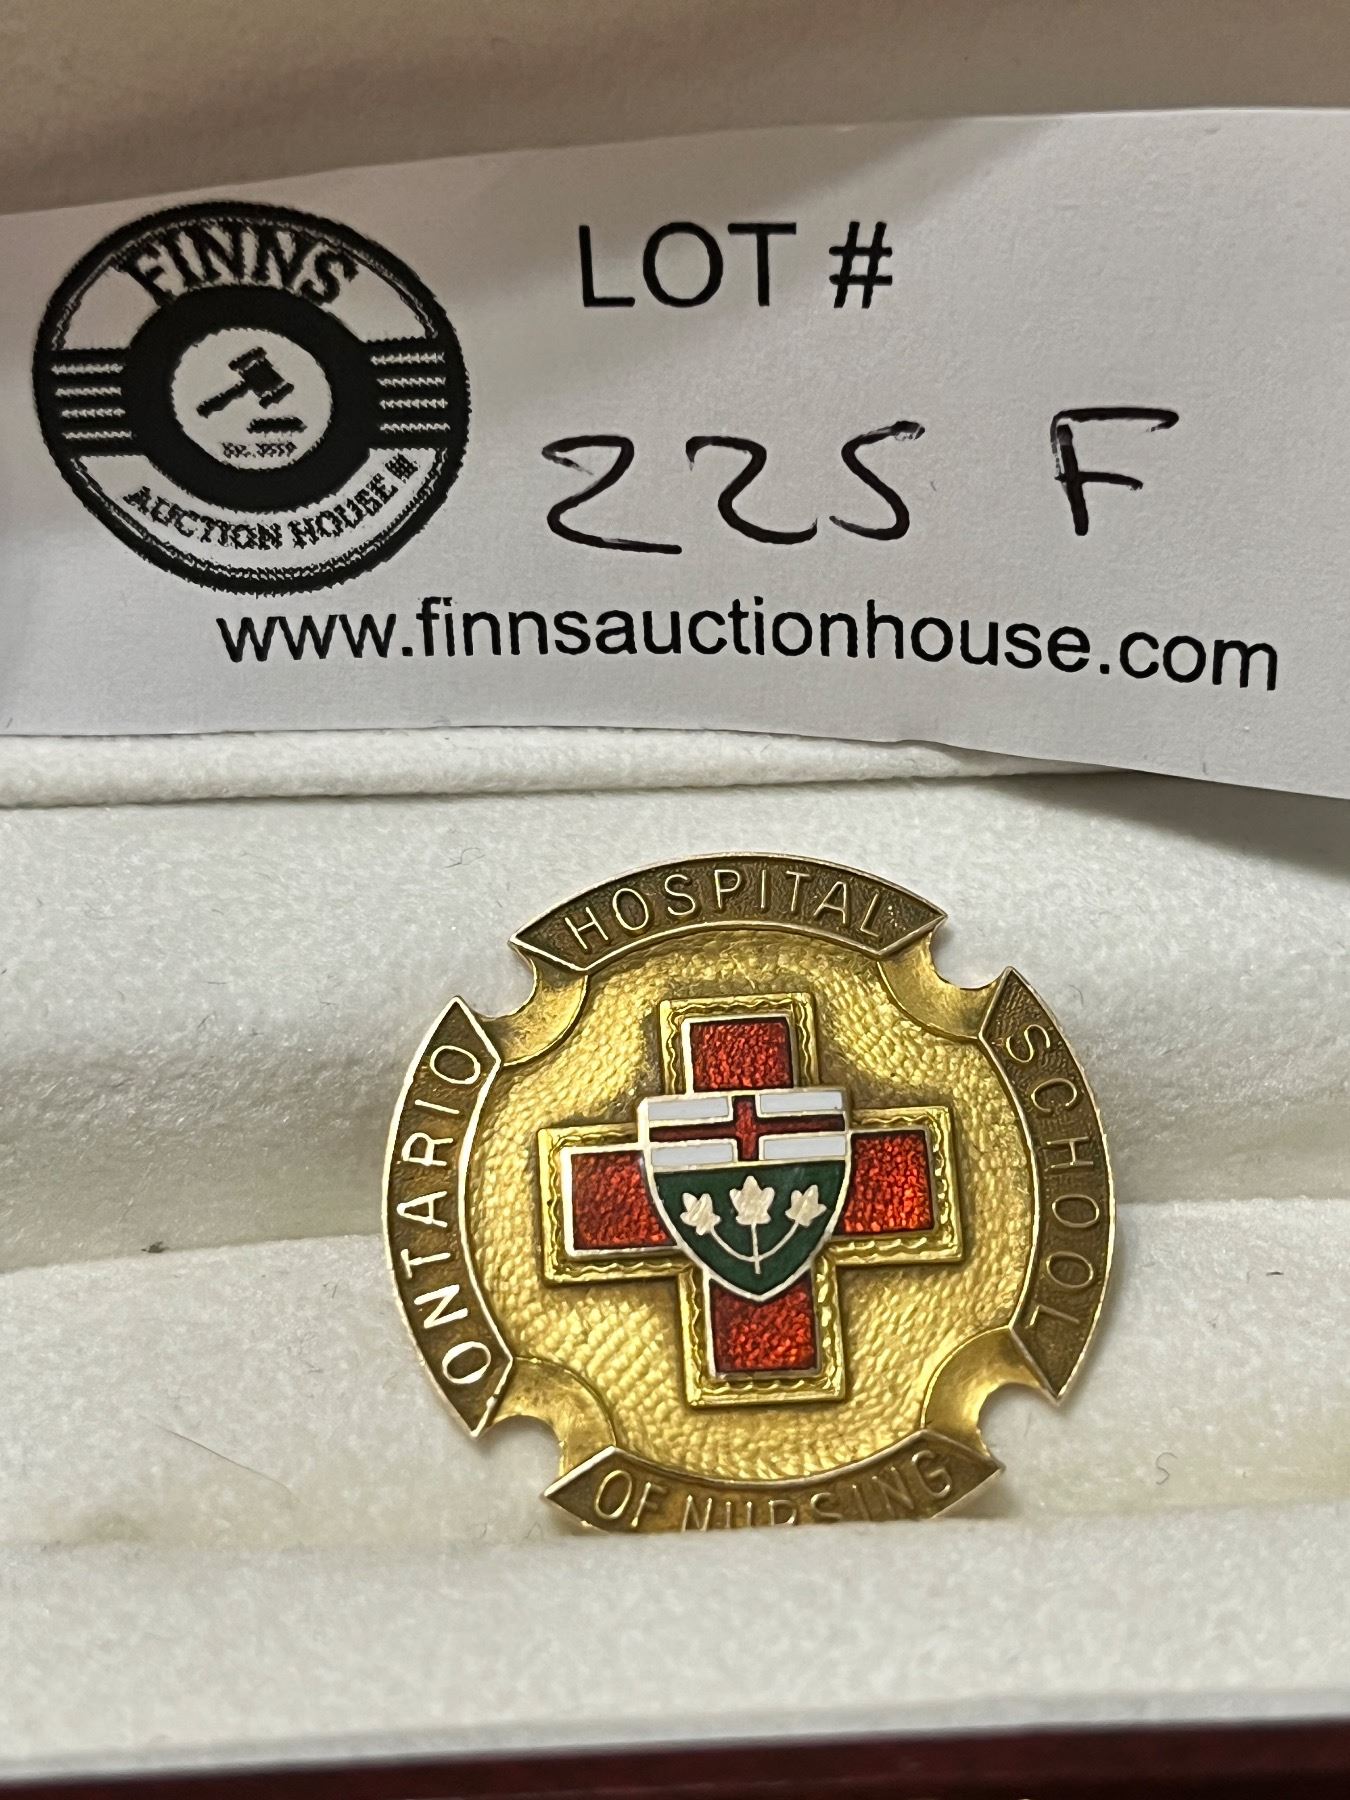 FINNS
AUCTION HOUSE
LOT #
225 F
www.finnsauctionhouse.com
HOSPITAL
ONTARIO
SCHOOL
OF NURSING